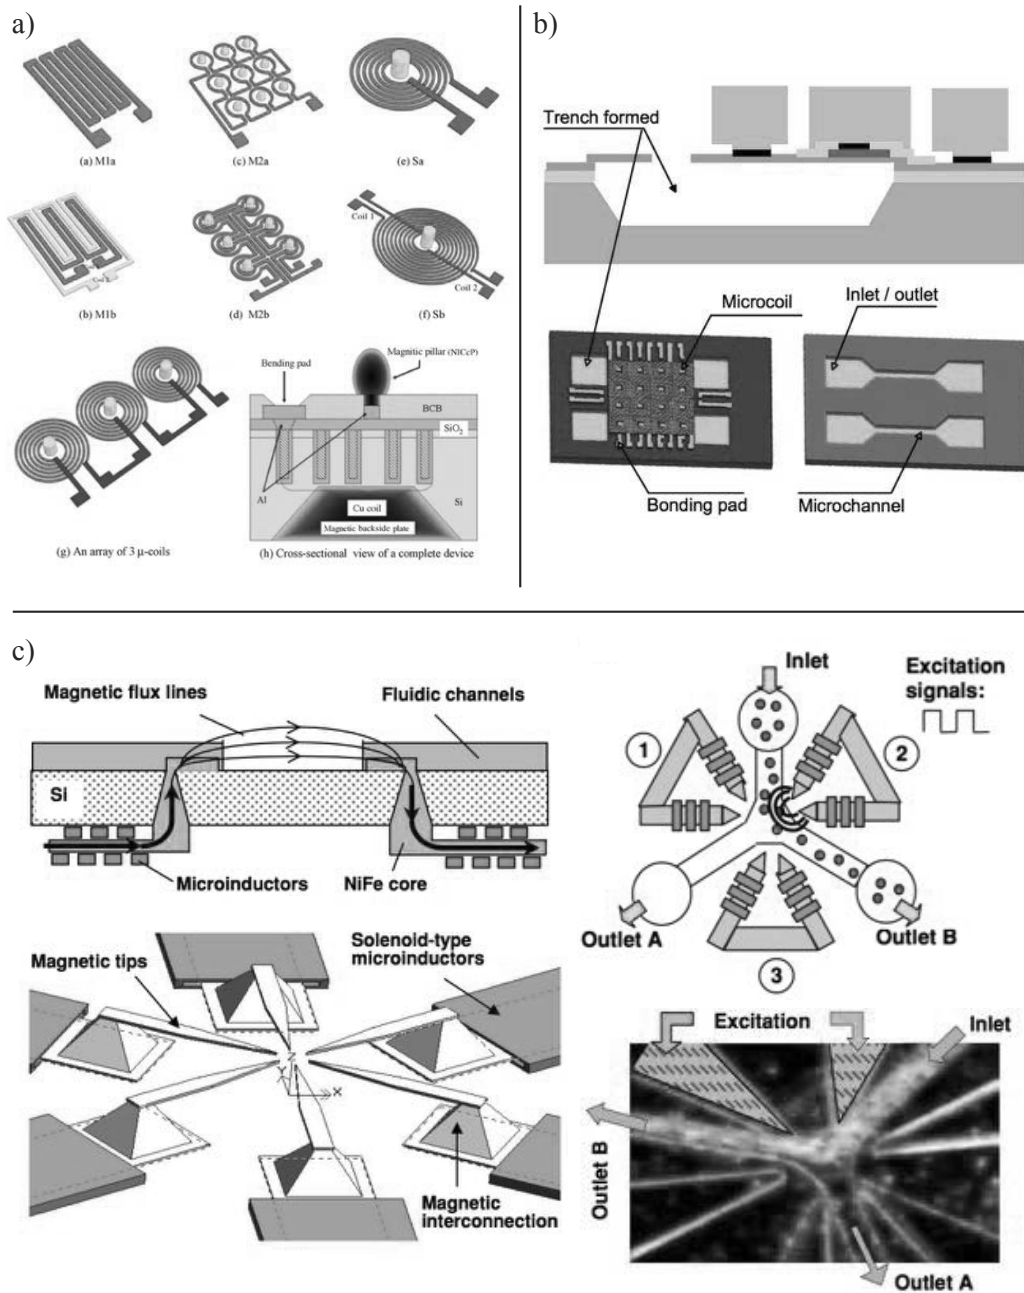 a)
(a) M1a
(c) M2a
(e) Sa
Coil 1
Coil 2
(b) M1b
(d) M2b
(f) Sb
Bending pad
Magnitic pillar (NICcP)
BCB
SiO2
Al
Cu coil
Si
Magnetic backside plate
(g) An array of 3 μ-coils
(h) Cross-sectional view of a complete device
b)
Trench formed
Microcoil
Inlet / outlet
Bonding pad
Microchannel
c)
Magnetic flux lines
Fluidic channels
Si
Microinductors
NiFe core
Inlet
Excitation
signals:
1
2
Outlet A
Outlet B
3
Magnetic tips
Solenoid-type
microinductors
Z
Y
X
Magnetic
interconnection
Excitation
Inlet
Outlet B
Outlet A